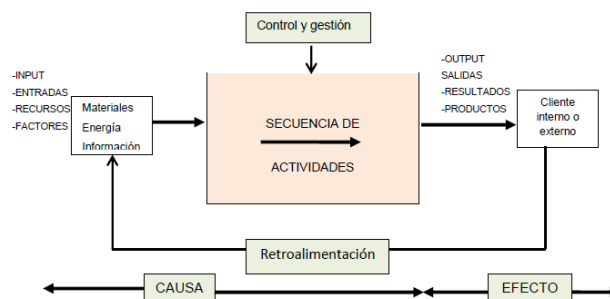 Control y gestión
-INPUT
-ENTRADAS
-RECURSOS
-FACTORES
Materiales
Energía
Información
SECUENCIA DE
ACTIVIDADES
-OUTPUT
SALIDAS
-RESULTADOS
-PRODUCTOS
Cliente
interno o
externo
Retroalimentación
CAUSA
EFECTO